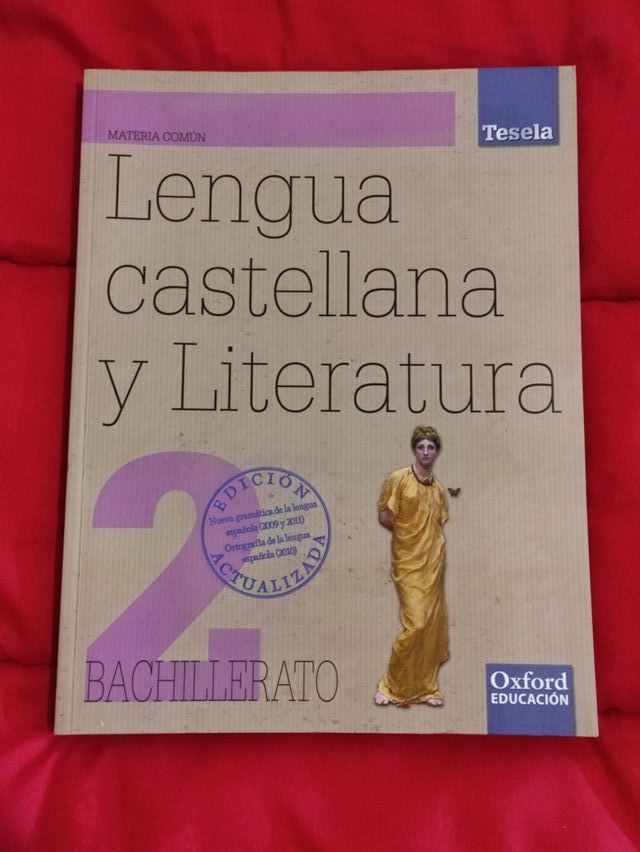 MATERIA COMÚN
Tesela
Lengua
castellana
y Literatura
2
EDICIÓN
Nueva gramática de la lengua
española (2009 y 2011)
Ortografía de la lengua
española (2010)
ACTUALIZADA
BACHILLERATO
Oxford
EDUCACIÓN